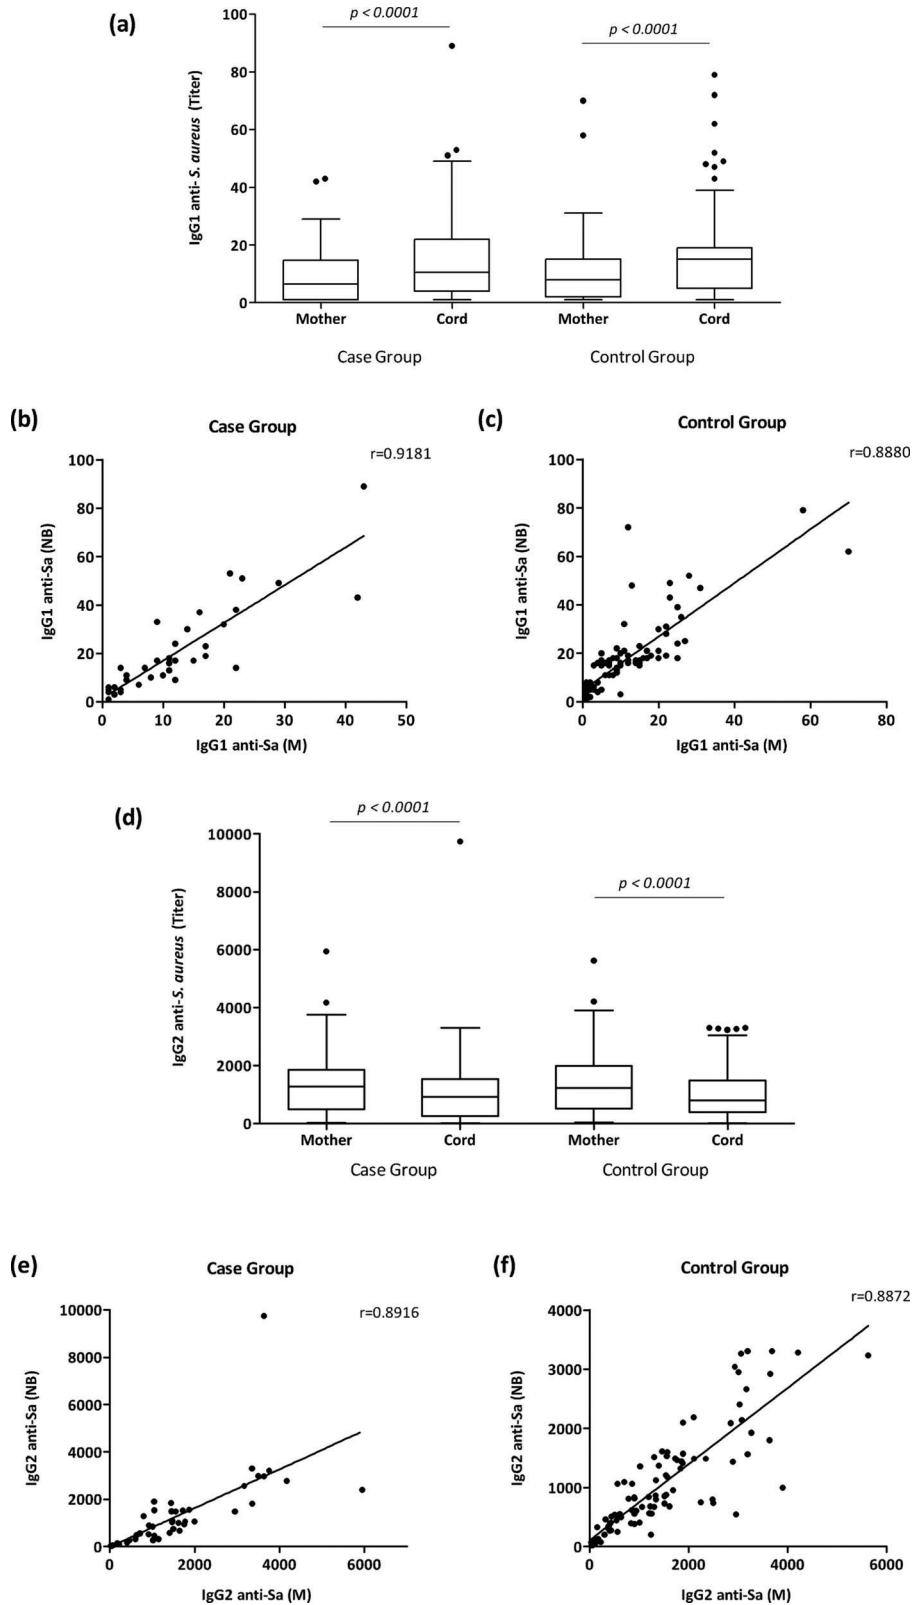 (a)
p < 0.0001
p < 0.0001
IgG1 anti- S. aureus (Titer)
100
80
60
40
20
0
Mother
Cord
Mother
Cord
Case Group
Control Group
(b)
Case Group
r=0.9181
IgG1 anti-Sa (NB)
100
80
60
40
20
0
0
10
20
30
40
50
IgG1 anti-Sa (M)
(c)
Control Group
r=0.8880
IgG1 anti-Sa (NB)
100
80
60
40
20
0
0
20
40
60
80
IgG1 anti-Sa (M)
(d)
p < 0.0001
p < 0.0001
IgG2 anti-S. aureus (Titer)
10000
8000
6000
4000
2000
0
Mother
Cord
Mother
Cord
Case Group
Control Group
(e)
Case Group
r=0.8916
IgG2 anti-Sa (NB)
10000
8000
6000
4000
2000
0
0
2000
4000
6000
IgG2 anti-Sa (M)
(f)
Control Group
r=0.8872
IgG2 anti-Sa (NB)
4000
3000
2000
1000
0
0
2000
4000
6000
IgG2 anti-Sa (M)